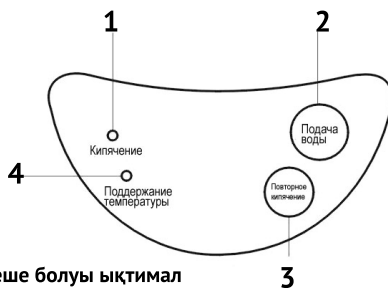 1
2
Подача
воды
Кипячение
4
Поддержание
температуры
Повторное
кипячение
еше болуы ықтимал
3